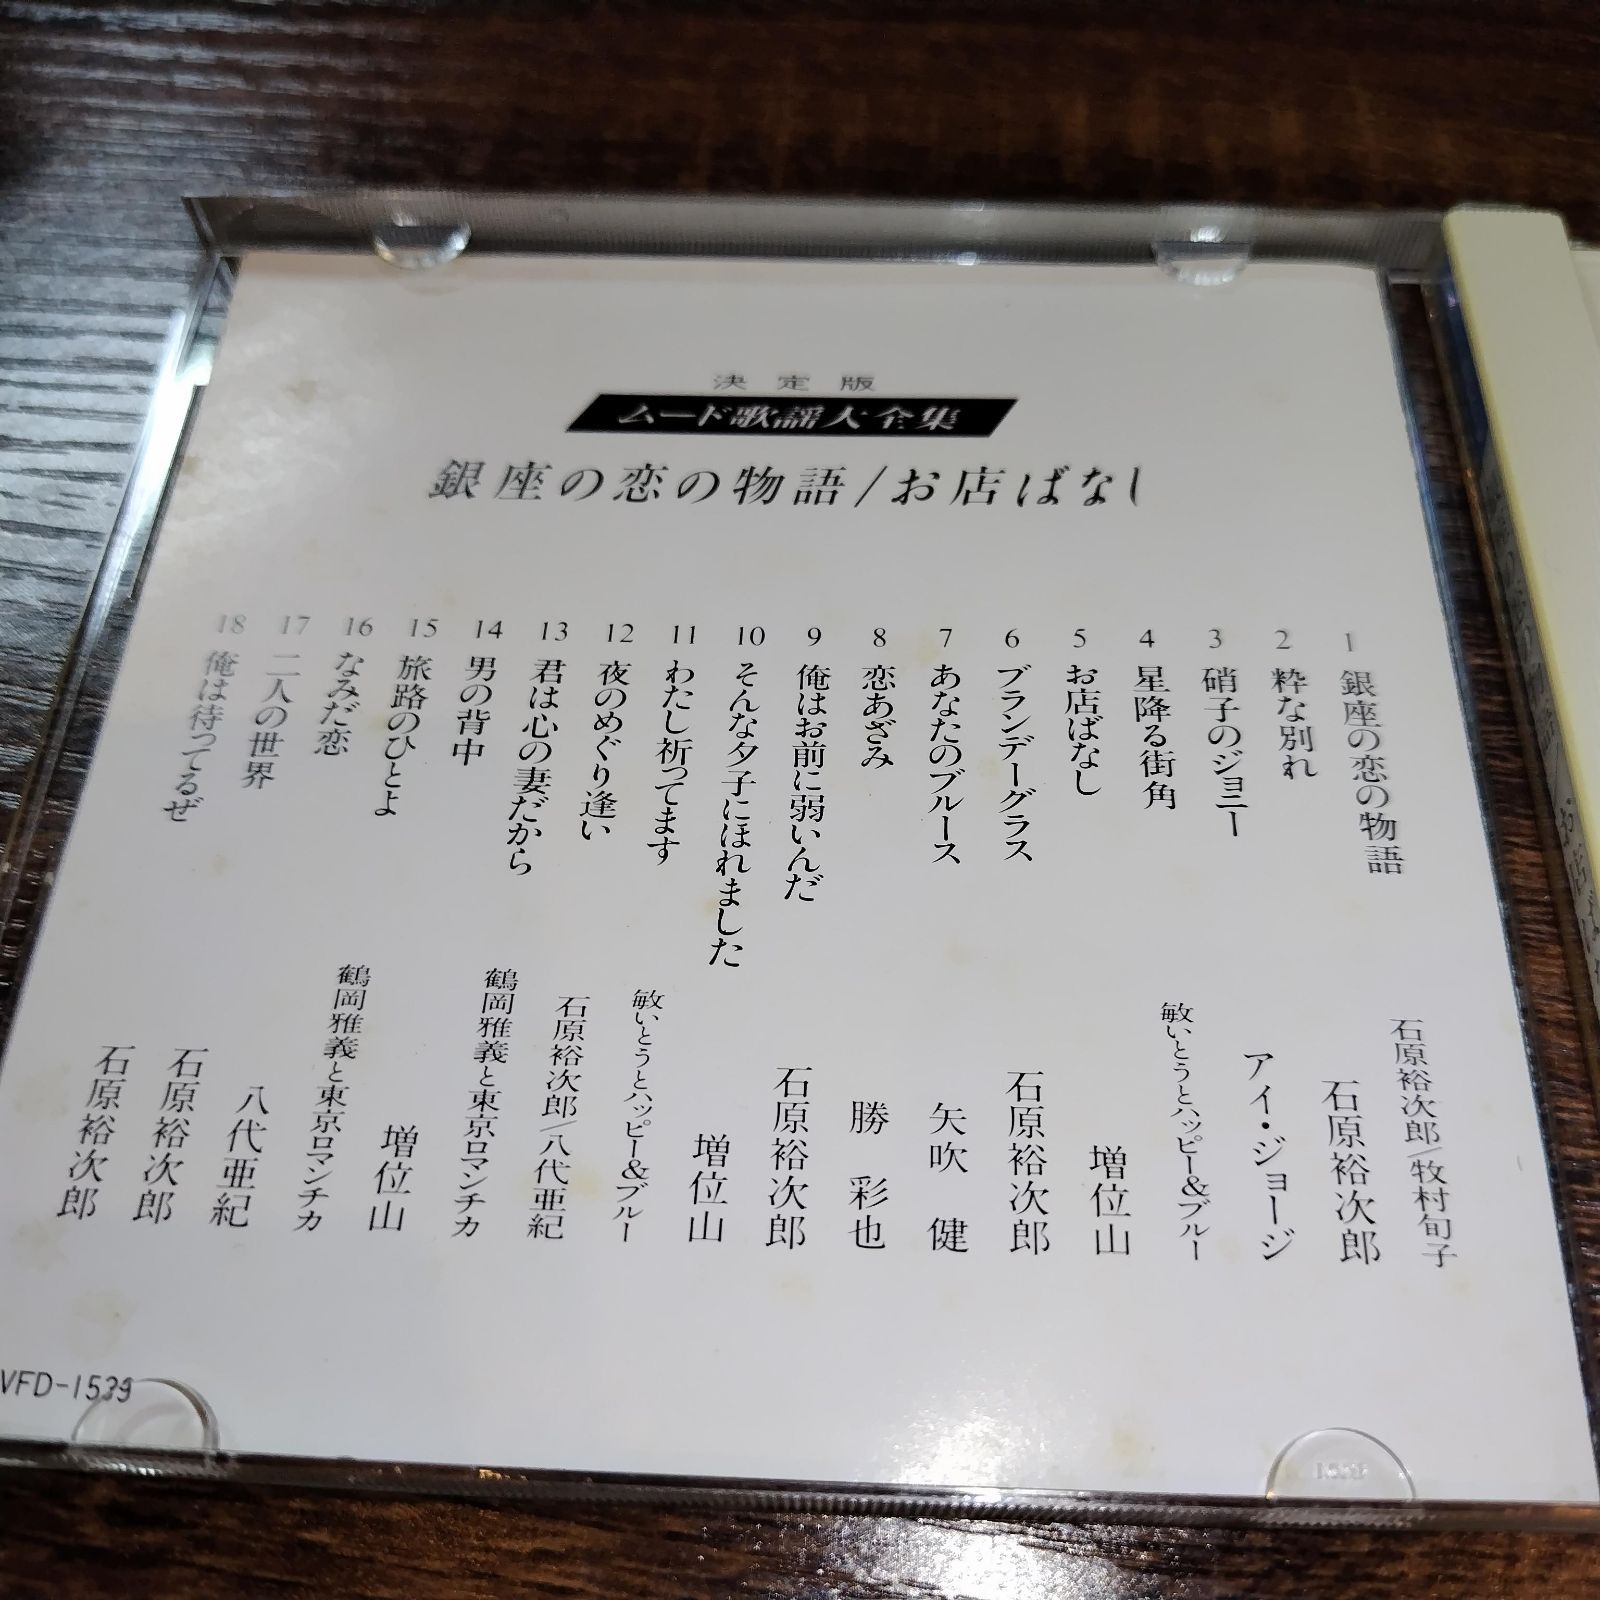 決定版
ムード歌謡大全集
銀座の恋の物語/お店ばなし
1 銀座の恋の物語 石原裕次郎/牧村旬子
2 粋な別れ 石原裕次郎
3 硝子のジョニー アイ・ジョージ
4 星降る街角 敏いとうとハッピー&ブルー
5 お店ばなし 増位山
6 ブランデーグラス 石原裕次郎
7 あなたのブルース 矢吹健
8 恋あざみ 勝彩也
9 俺はお前に弱いんだ 石原裕次郎
10 そんな夕子にほれました 増位山
11 わたし祈ってます 敏いとうとハッピー&ブルー
12 夜のめぐり逢い 石原裕次郎/八代亜紀
13 君は心の妻だから 鶴岡雅義と東京ロマンチカ
14 男の背中 増位山
15 旅路のひとよ 鶴岡雅義と東京ロマンチカ
16 なみだ恋 八代亜紀
17 二人の世界 石原裕次郎
18 俺は待ってるぜ 石原裕次郎
VFD-1539